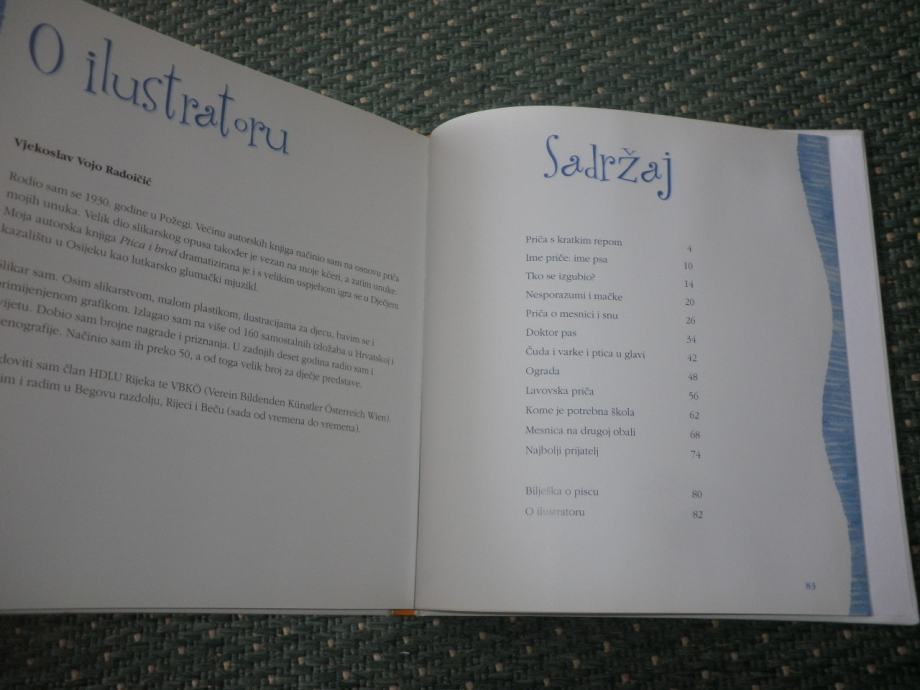 O ilustratoru
Vjekoslav Vojo Radoičić
Rodio sam se 1930. godine u Požegi. Većinu autorskih knjiga načinio sam na osnovu priča
mojih unuka. Velik dio slikarskog opusa također je vezan na moje kćeri, a zatim unuke.
Moja autorska knjiga Ptica i brod dramatizirana je i s velikim uspjehom igra se u Dječjem
kazalištu u Osijeku kao lutkarsko glumački mjuzikl.
Slikar sam. Osim slikarstvom, malom plastikom, ilustracijama za djecu, bavim se i
primijenjenom grafikom. Izlagao sam na više od 160 samostalnih izložaba u Hrvatskoj i
vijetu. Dobio sam brojne nagrade i priznanja. U zadnjih deset godina radio sam i
enografije. Načinio sam ih preko 50, a od toga velik broj za dječje predstave.
doviti sam član HDLU Rijeka te VBKÖ (Verein Bildenden Künstler Österreich Wien).
im i radim u Begovu razdolju, Rijeci i Beču (sada od vremena do vremena).
Sadržaj
Priča s kratkim repom 4
Ime priče: ime psa 10
Tko se izgubio? 14
Nesporazumi i mačke 20
Priča o mesnici i snu 26
Doktor pas 34
Čuda i varke i ptica u glavi 42
Ograda 48
Lavovska priča 56
Kome je potrebna škola 62
Mesnica na drugoj obali 68
Najbolji prijatelj 74
Bilješka o piscu 80
O ilustratoru 82
83